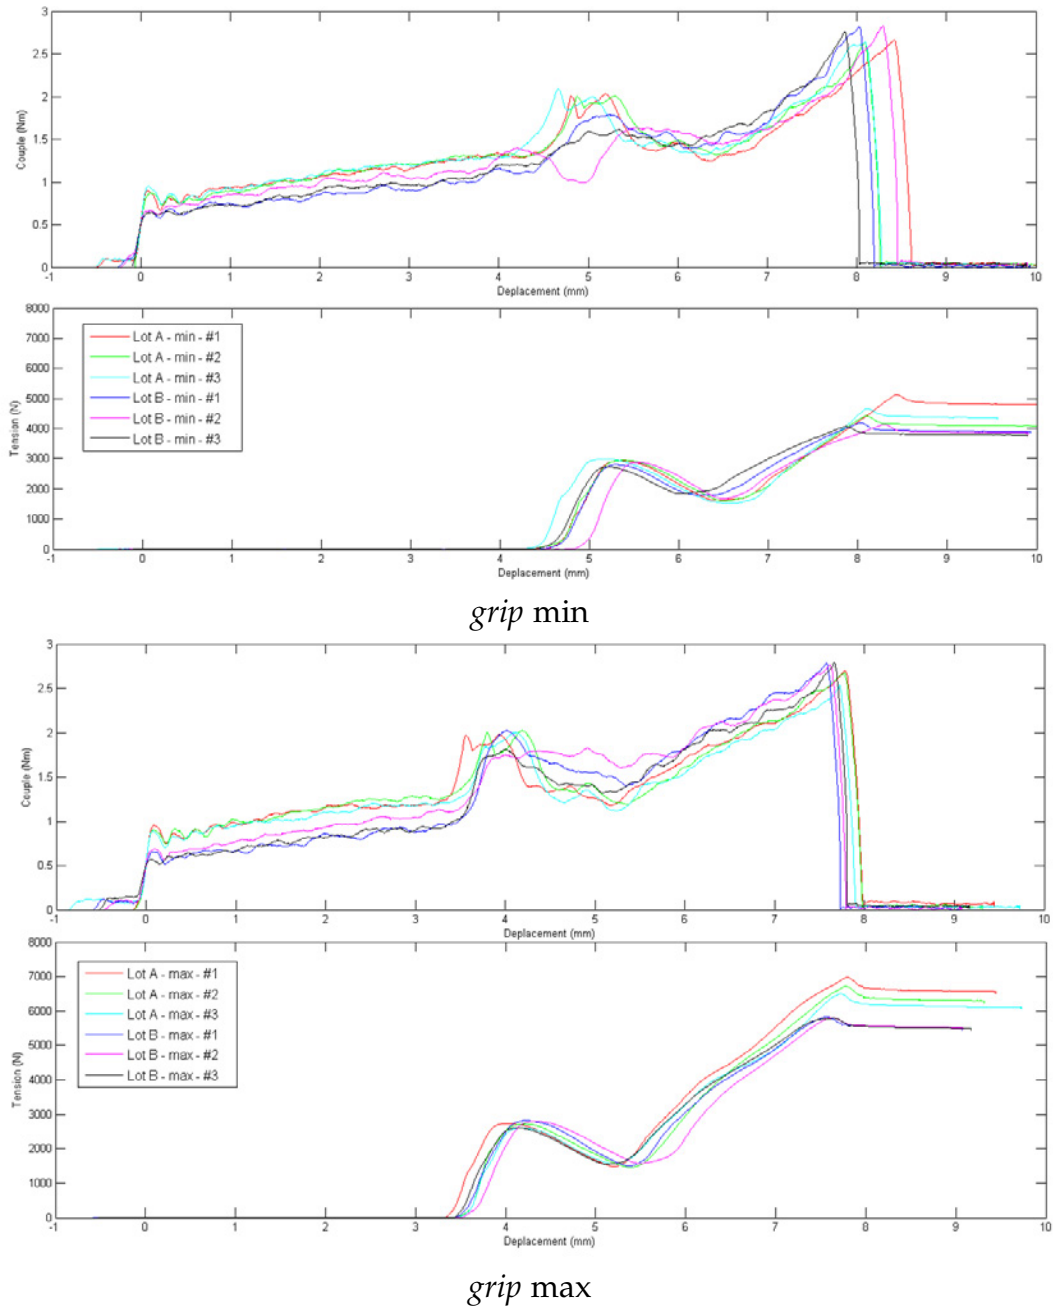 3
2.5
2
1.5
1
0.5
0
Couple (Nm)
-1 0 1 2 3 4 5 6 7 8 9 10
Deplacement (mm)
8000
7000
6000
5000
4000
3000
2000
1000
0
Tension (N)
Lot A - min - #1
Lot A - min - #2
Lot A - min - #3
Lot B - min - #1
Lot B - min - #2
Lot B - min - #3
-1 0 1 2 3 4 5 6 7 8 9 10
Deplacement (mm)
grip min
3
2.5
2
1.5
1
0.5
0
Couple (Nm)
-1 0 1 2 3 4 5 6 7 8 9 10
Deplacement (mm)
8000
7000
6000
5000
4000
3000
2000
1000
0
Tension (N)
Lot A - max - #1
Lot A - max - #2
Lot A - max - #3
Lot B - max - #1
Lot B - max - #2
Lot B - max - #3
-1 0 1 2 3 4 5 6 7 8 9 10
Deplacement (mm)
grip max